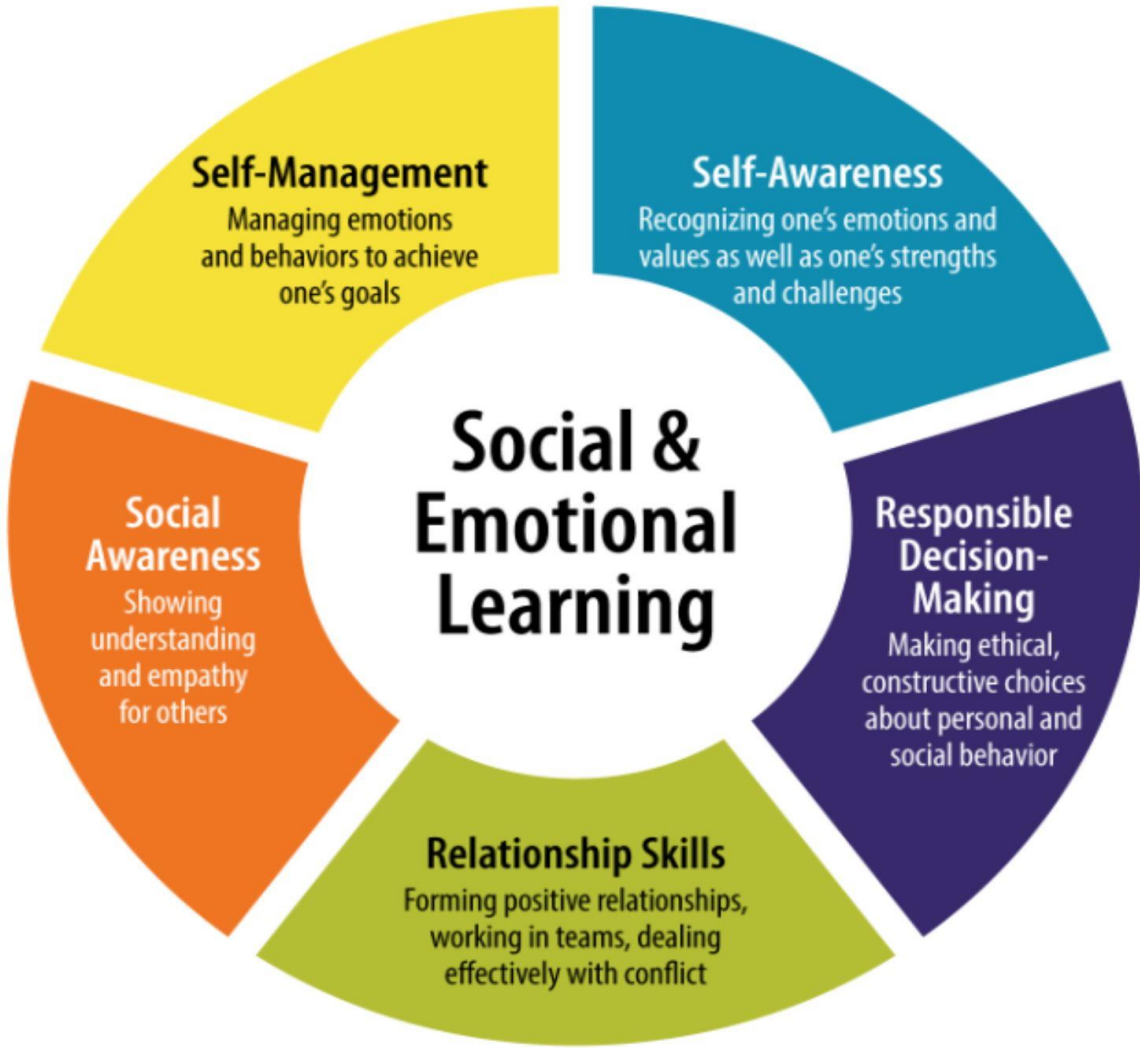 Self-Management
Managing emotions
and behaviors to achieve
one’s goals
Self-Awareness
Recognizing one’s emotions and
values as well as one’s strengths
and challenges
Social &
Emotional
Learning
Social
Awareness
Showing
understanding
and empathy
for others
Responsible
Decision-
Making
Making ethical,
constructive choices
about personal and
social behavior
Relationship Skills
Forming positive relationships,
working in teams, dealing
effectively with conflict